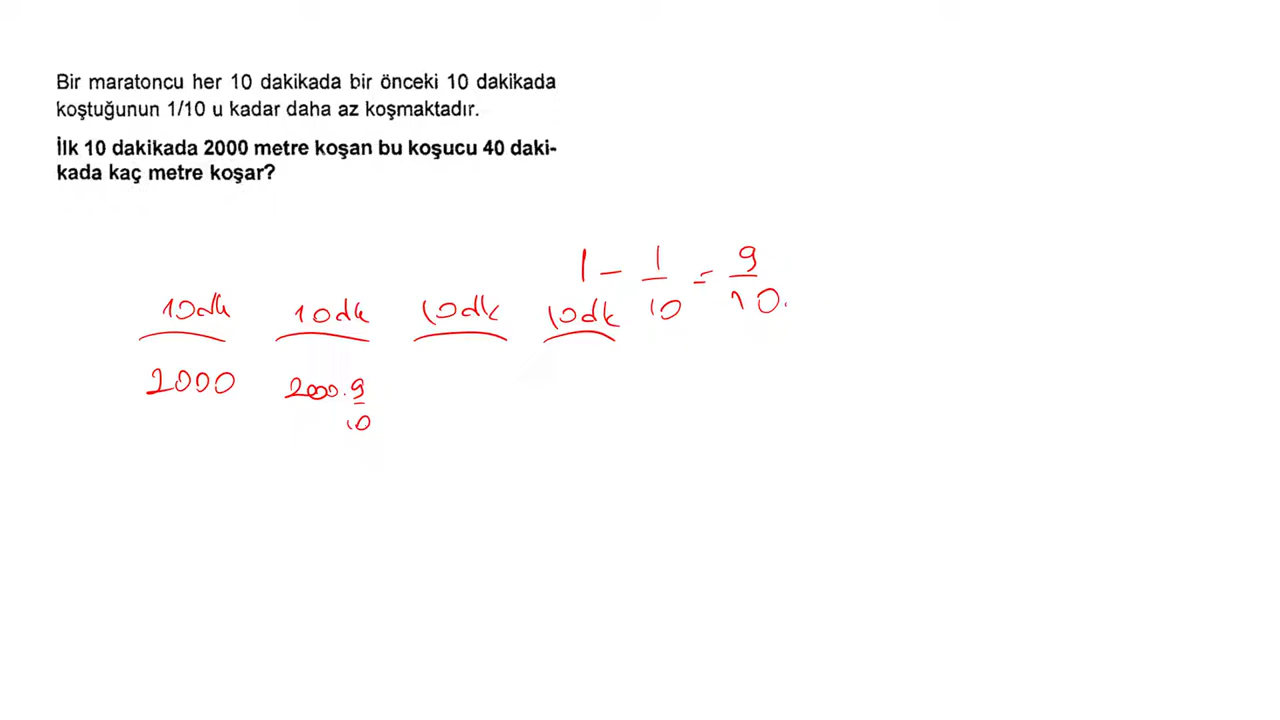 Bir maratoncu her 10 dakikada bir önceki 10 dakikada
koştuğunun 1/10 u kadar daha az koşmaktadır.
İlk 10 dakikada 2000 metre koşan bu koşucu 40 daki-
kada kaç metre koşar?
1 - 1/10 = 9/10.
10dk 10dk 10dk 10dk
2000 2000.9/10